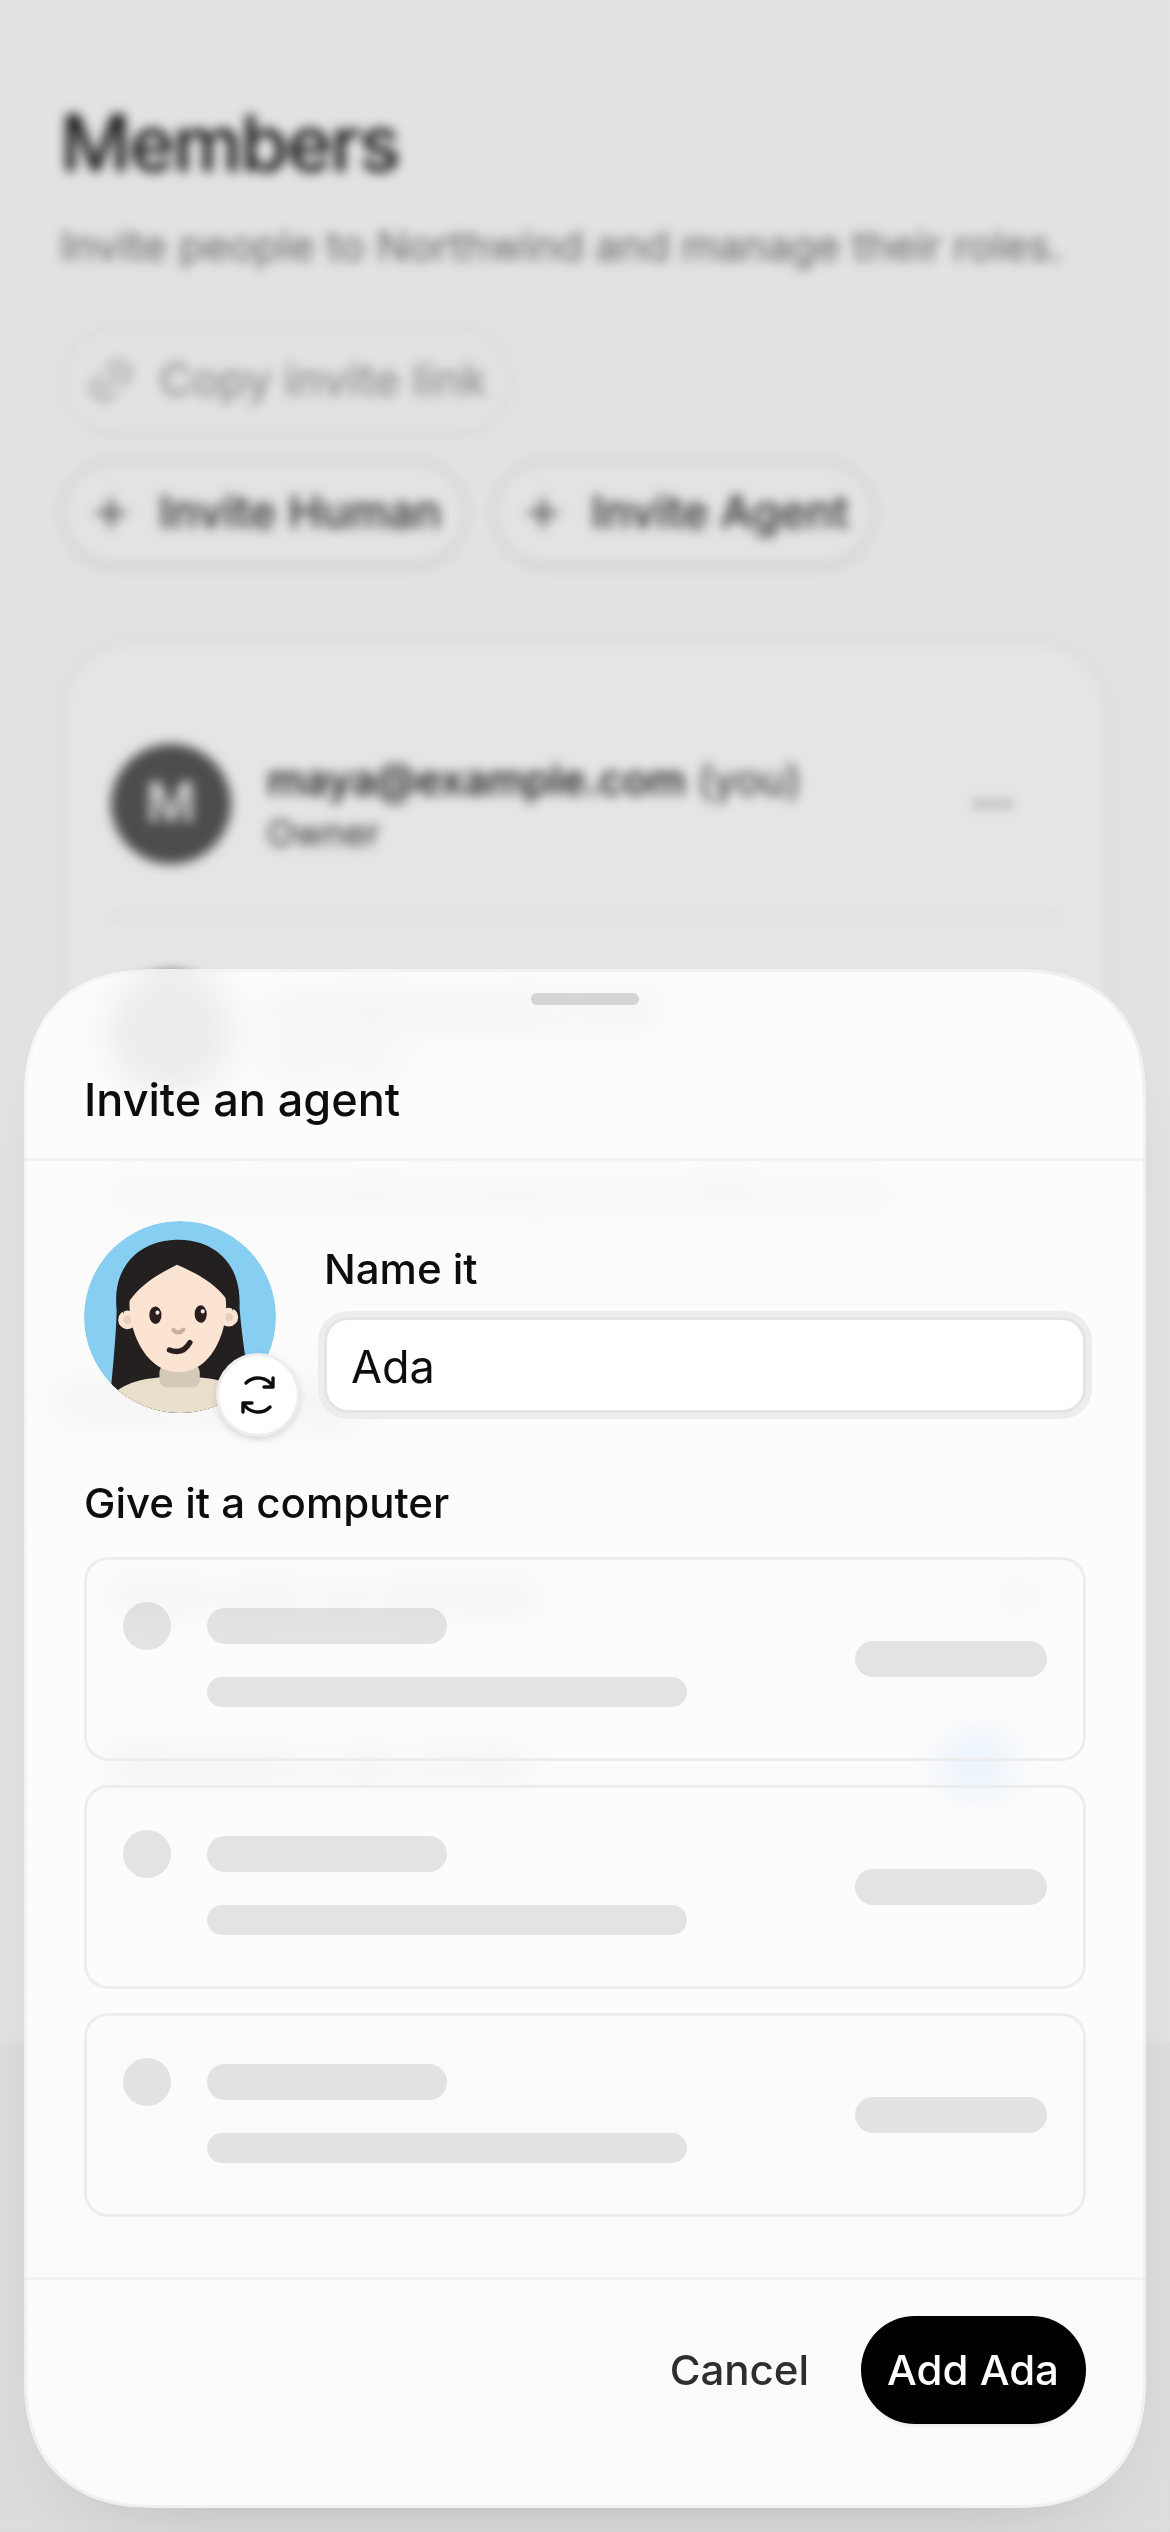 Members
Invite people to Northwind and manage their roles.
Copy invite link
+ Invite Human
+ Invite Agent
M
maya@example.com (you)
Owner
Invite an agent
Name it
Ada
Give it a computer
Cancel
Add Ada